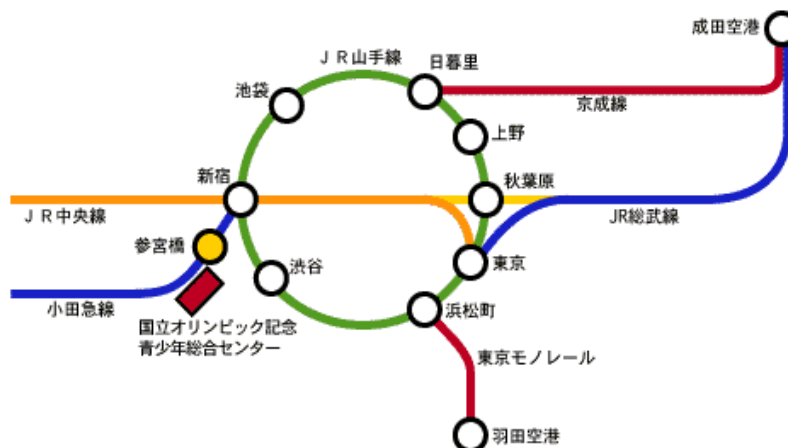 成田空港
ＪＲ山手線
日暮里
池袋
京成線
上野
新宿
秋葉原
ＪＲ中央線
JR総武線
参宮橋
渋谷
東京
小田急線
浜松町
国立オリンピック記念
青少年総合センター
東京モノレール
羽田空港